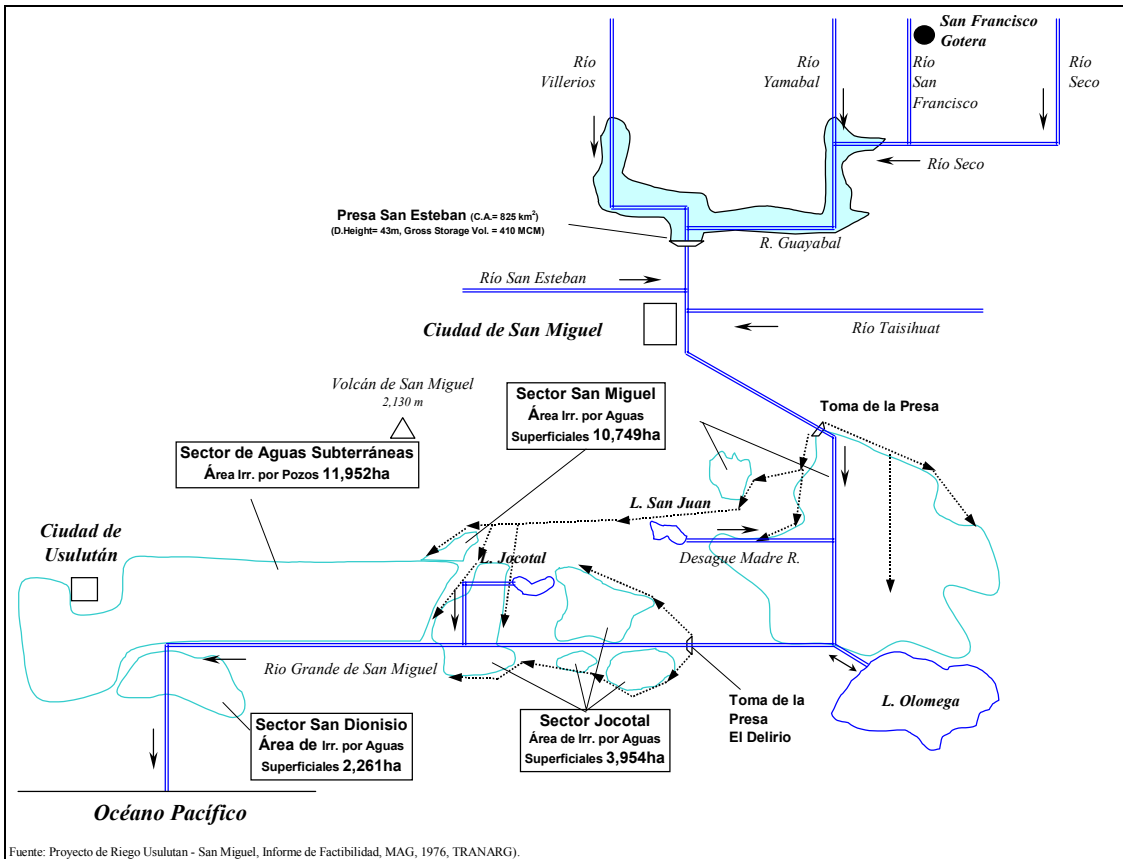 San Francisco
Gotera
Río
Villerios
Río
Yamabal
Río
San
Francisco
Río
Seco
Río Seco
Presa San Esteban (C.A.= 825 km²)
(D.Height= 43m, Gross Storage Vol. = 410 MCM)
R. Guayabal
Río San Esteban
Ciudad de San Miguel
Río Taisihuat
Volcán de San Miguel
2,130 m
Sector San Miguel
Área Irr. por Aguas
Superficiales 10,749ha
Toma de la Presa
Sector de Aguas Subterráneas
Área Irr. por Pozos 11,952ha
L. San Juan
Ciudad de
Usulután
L. Jocotal
Desague Madre R.
Rio Grande de San Miguel
L. Olomega
Toma de la
Presa
El Delirio
Sector San Dionisio
Área de Irr. por Aguas
Superficiales 2,261ha
Sector Jocotal
Área de Irr. por Aguas
Superficiales 3,954ha
Océano Pacífico
Fuente: Proyecto de Riego Usulutan - San Miguel, Informe de Factibilidad, MAG, 1976, TRANARG).